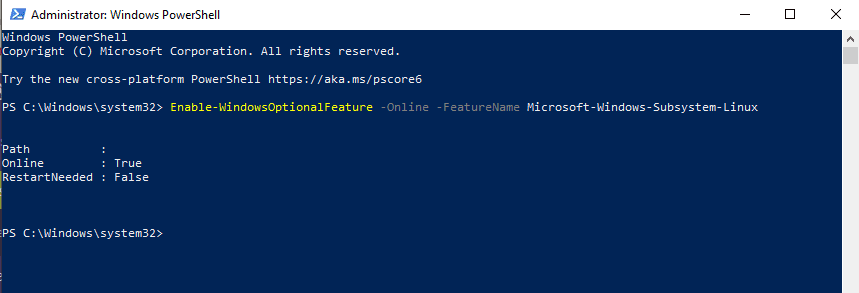 Administrator: Windows PowerShell
Windows PowerShell
Copyright (C) Microsoft Corporation. All rights reserved.
Try the new cross-platform PowerShell https://aka.ms/pscore6
PS C:\Windows\system32> Enable-WindowsOptionalFeature -Online -FeatureName Microsoft-Windows-Subsystem-Linux
Path          :
Online        : True
RestartNeeded : False
PS C:\Windows\system32>